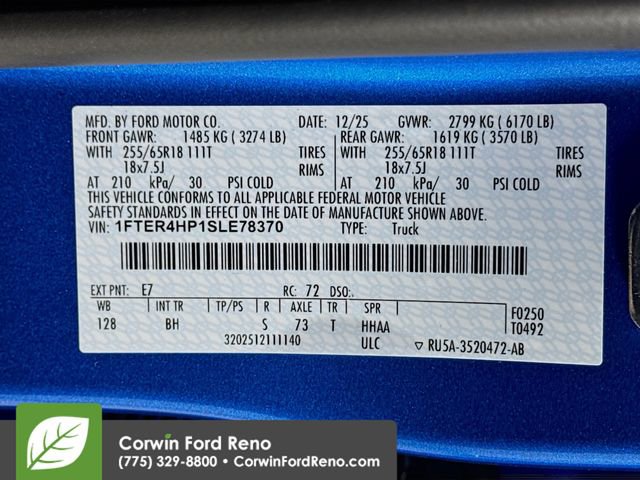 MFD. BY FORD MOTOR CO. DATE: 12/25 GVWR: 2799 KG ( 6170 LB)
FRONT GAWR: 1485 KG ( 3274 LB) REAR GAWR: 1619 KG ( 3570 LB)
WITH 255/65R18 111T TIRES WITH 255/65R18 111T TIRES
18x7.5J RIMS 18x7.5J RIMS
AT 210 kPa/ 30 PSI COLD AT 210 kPa/ 30 PSI COLD
THIS VEHICLE CONFORMS TO ALL APPLICABLE FEDERAL MOTOR VEHICLE
SAFETY STANDARDS IN EFFECT ON THE DATE OF MANUFACTURE SHOWN ABOVE.
VIN: 1FTER4HP1SLE78370 TYPE: Truck
EXT PNT: E7 RC: 72 DSO:
WB INT TR TP/PS R AXLE TR SPR F0250
128 BH S 73 T HHAA T0492
3202512111140 ULC ▽ RU5A-3520472-AB
Corwin Ford Reno
(775) 329-8800 • CorwinFordReno.com